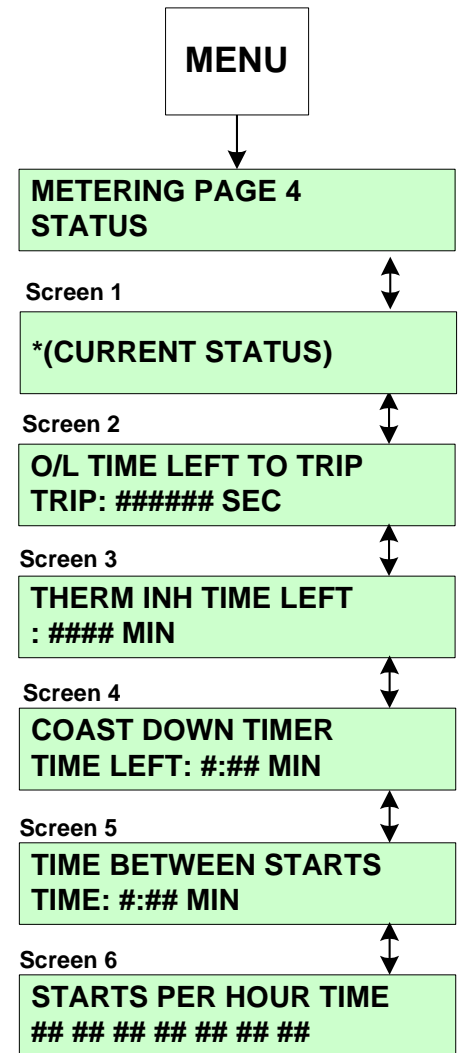 MENU
METERING PAGE 4
STATUS
Screen 1
*(CURRENT STATUS)
Screen 2
O/L TIME LEFT TO TRIP
TRIP: ###### SEC
Screen 3
THERM INH TIME LEFT
: #### MIN
Screen 4
COAST DOWN TIMER
TIME LEFT: #:## MIN
Screen 5
TIME BETWEEN STARTS
TIME: #:## MIN
Screen 6
STARTS PER HOUR TIME
## ## ## ## ## ## ##